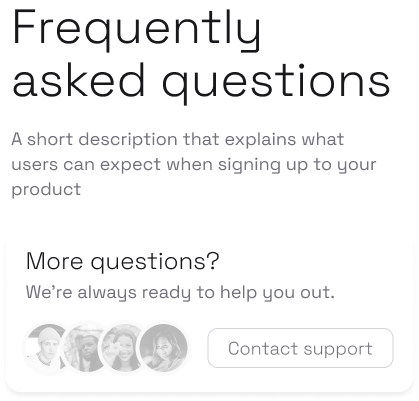 Frequently
asked questions
A short description that explains what
users can expect when signing up to your
product
More questions?
We're always ready to help you out.
Contact support